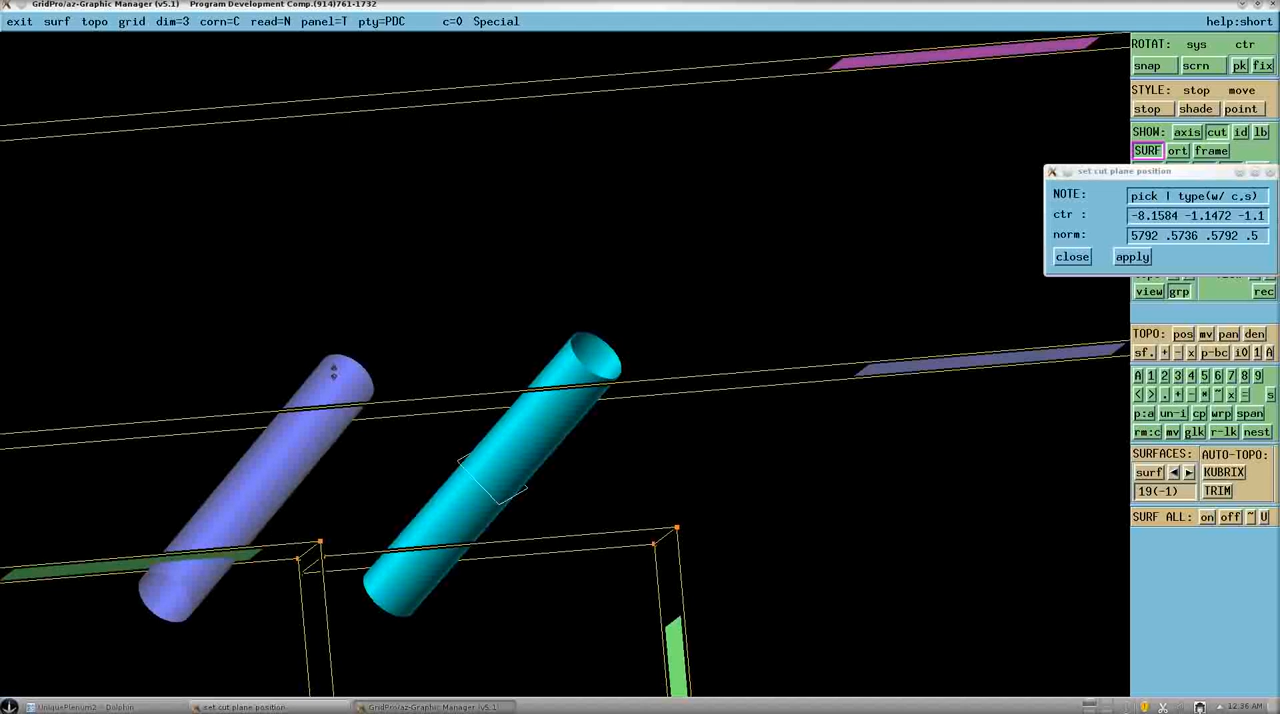 GridPro/az-Graphic Manager (v5.1) Program Development Comp.(914)761-1732
exit surf topo grid dim=3 corn=C read=N panel=T pty=PDC c=0 Special help:short
ROTAT: sys ctr
snap scrn pk fix
STYLE: stop move
stop shade point
SHOW: axis cut id lb
SURF ort frame
set cut plane position
NOTE: pick | type(w/ c,s)
ctr : -8.1584 -1.1472 -1.1
norm: 5792 .5736 .5792 .5
close apply
view grp rec
TOPO: pos mv pan den
sf. + - x p-bc i0 1 A
A 1 2 3 4 5 6 7 8 9
< > . + - * ~ x = s
p:a un-i cp wrp span
rm:c mv glk r-lk nest
SURFACES: AUTO-TOPO:
surf KUBRIX
19(-1) TRIM
SURF ALL: on off ~ U
UniquePlenum2 - Dolphin set cut plane position GridPro/az-Graphic Manager (v5.1) 12:36 AM